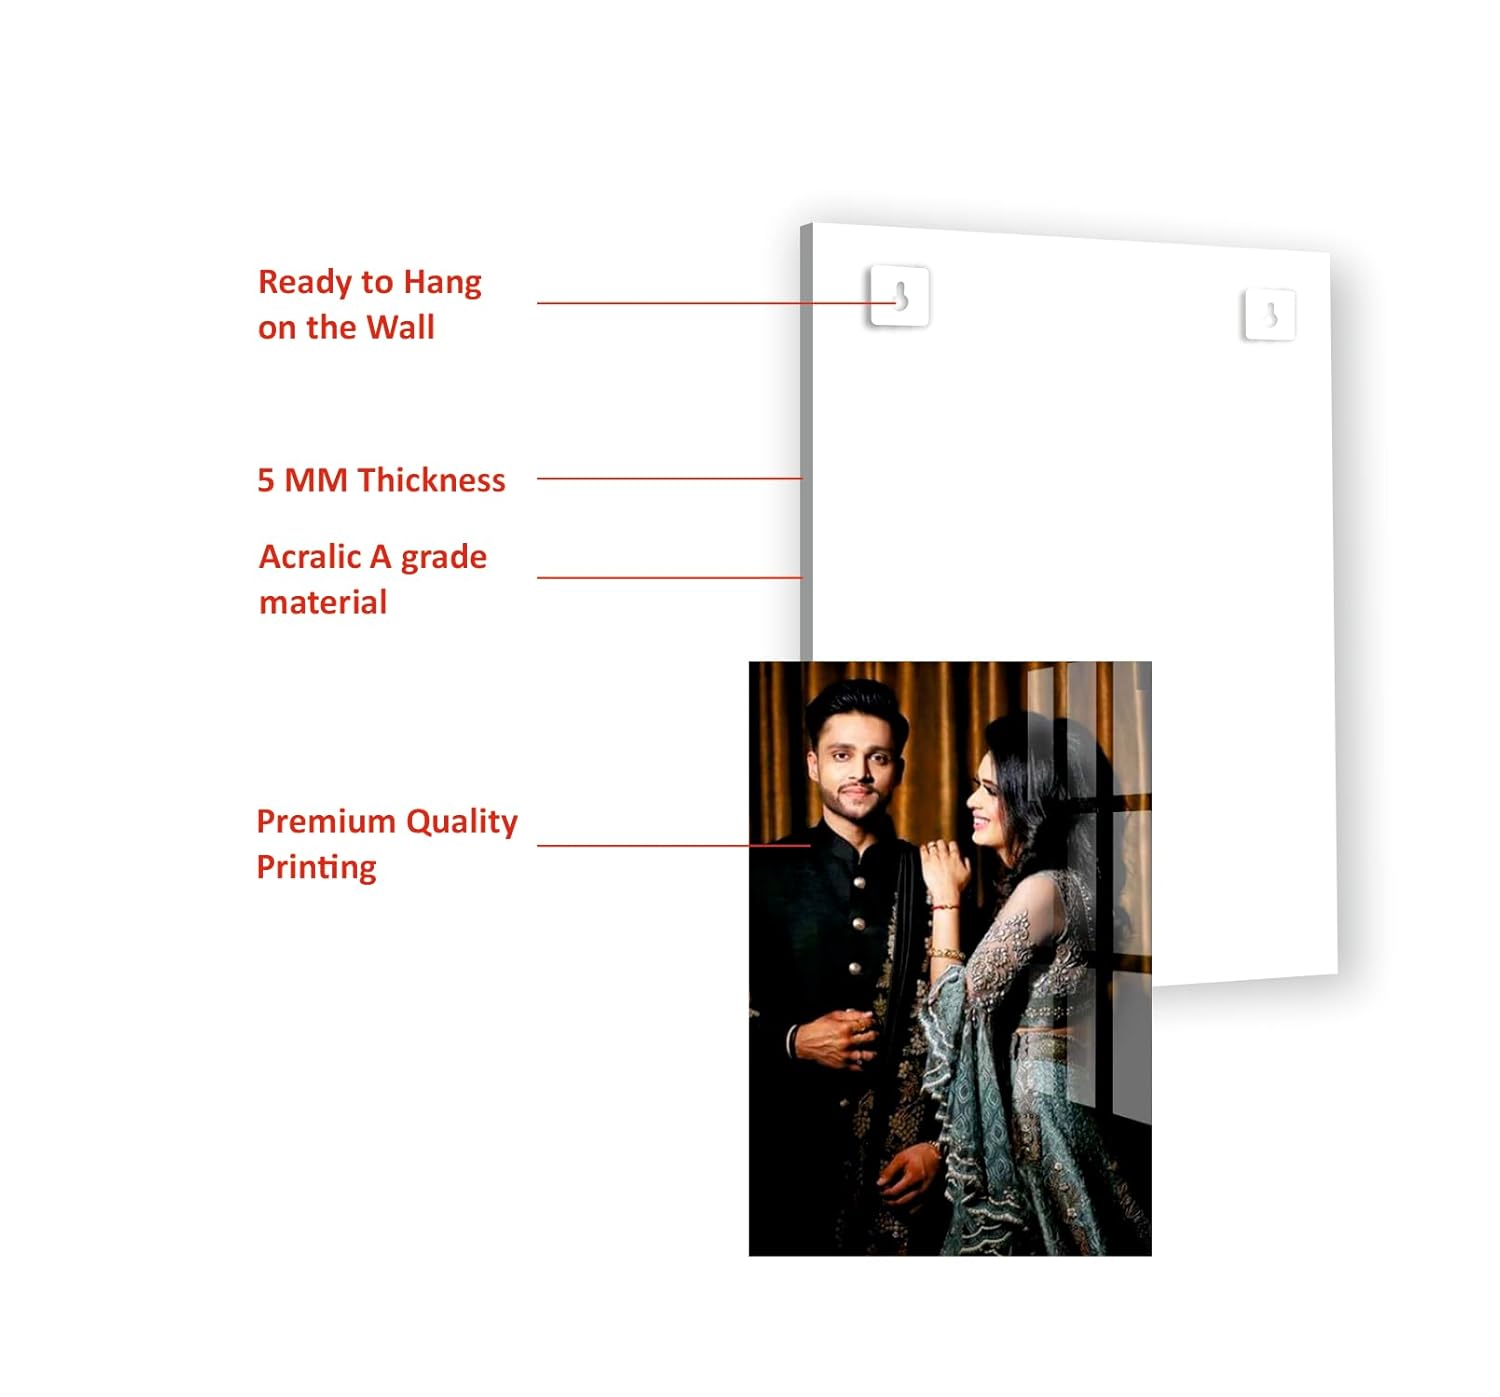 Ready to Hang
on the Wall
5 MM Thickness
Acralic A grade
material
Premium Quality
Printing